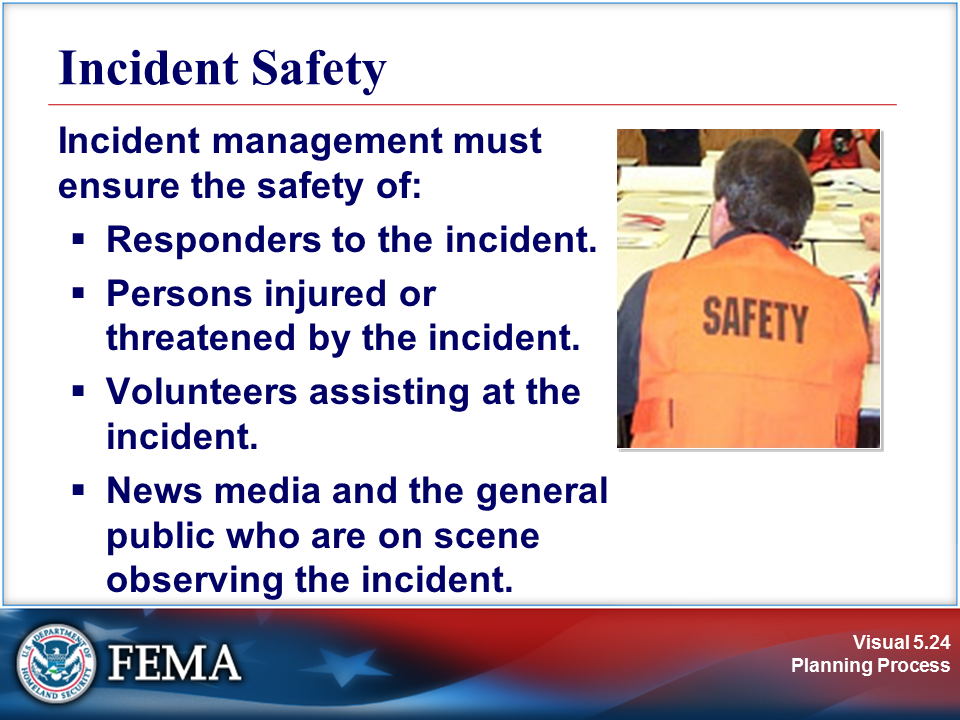 Incident Safety
Incident management must
ensure the safety of:
▪ Responders to the incident.
▪ Persons injured or
threatened by the incident.
▪ Volunteers assisting at the
incident.
▪ News media and the general
public who are on scene
observing the incident.
SAFETY
U.S. DEPARTMENT OF
HOMELAND SECURITY
FEMA
Visual 5.24
Planning Process